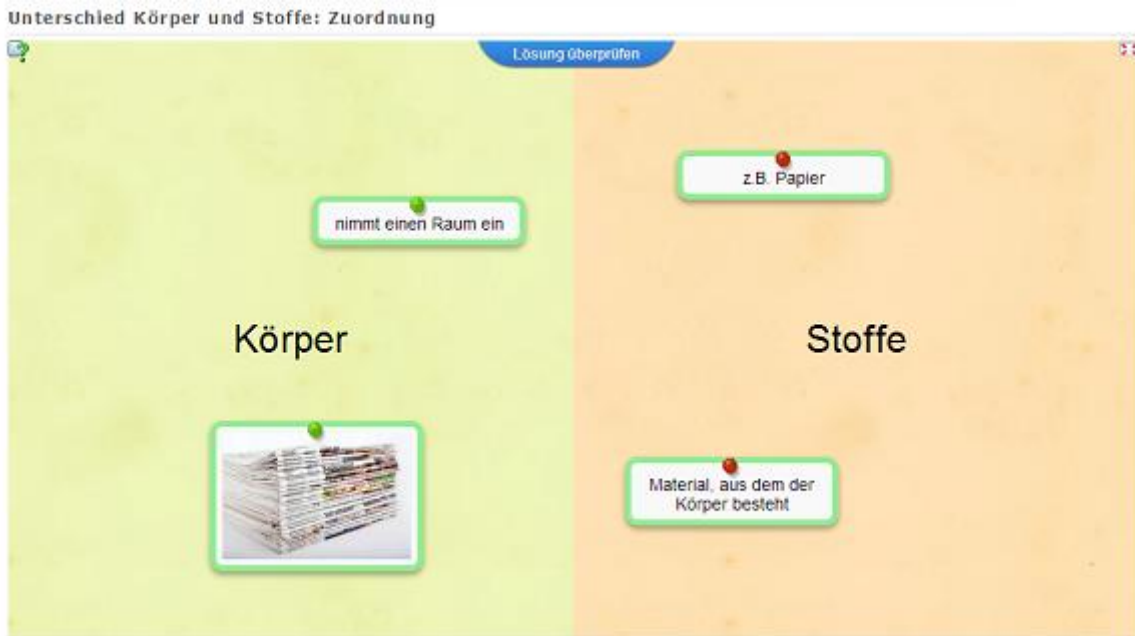 Unterschied Körper und Stoffe: Zuordnung
Lösung überprüfen
z.B. Papier
nimmt einen Raum ein
Körper
Stoffe
Material, aus dem der
Körper besteht